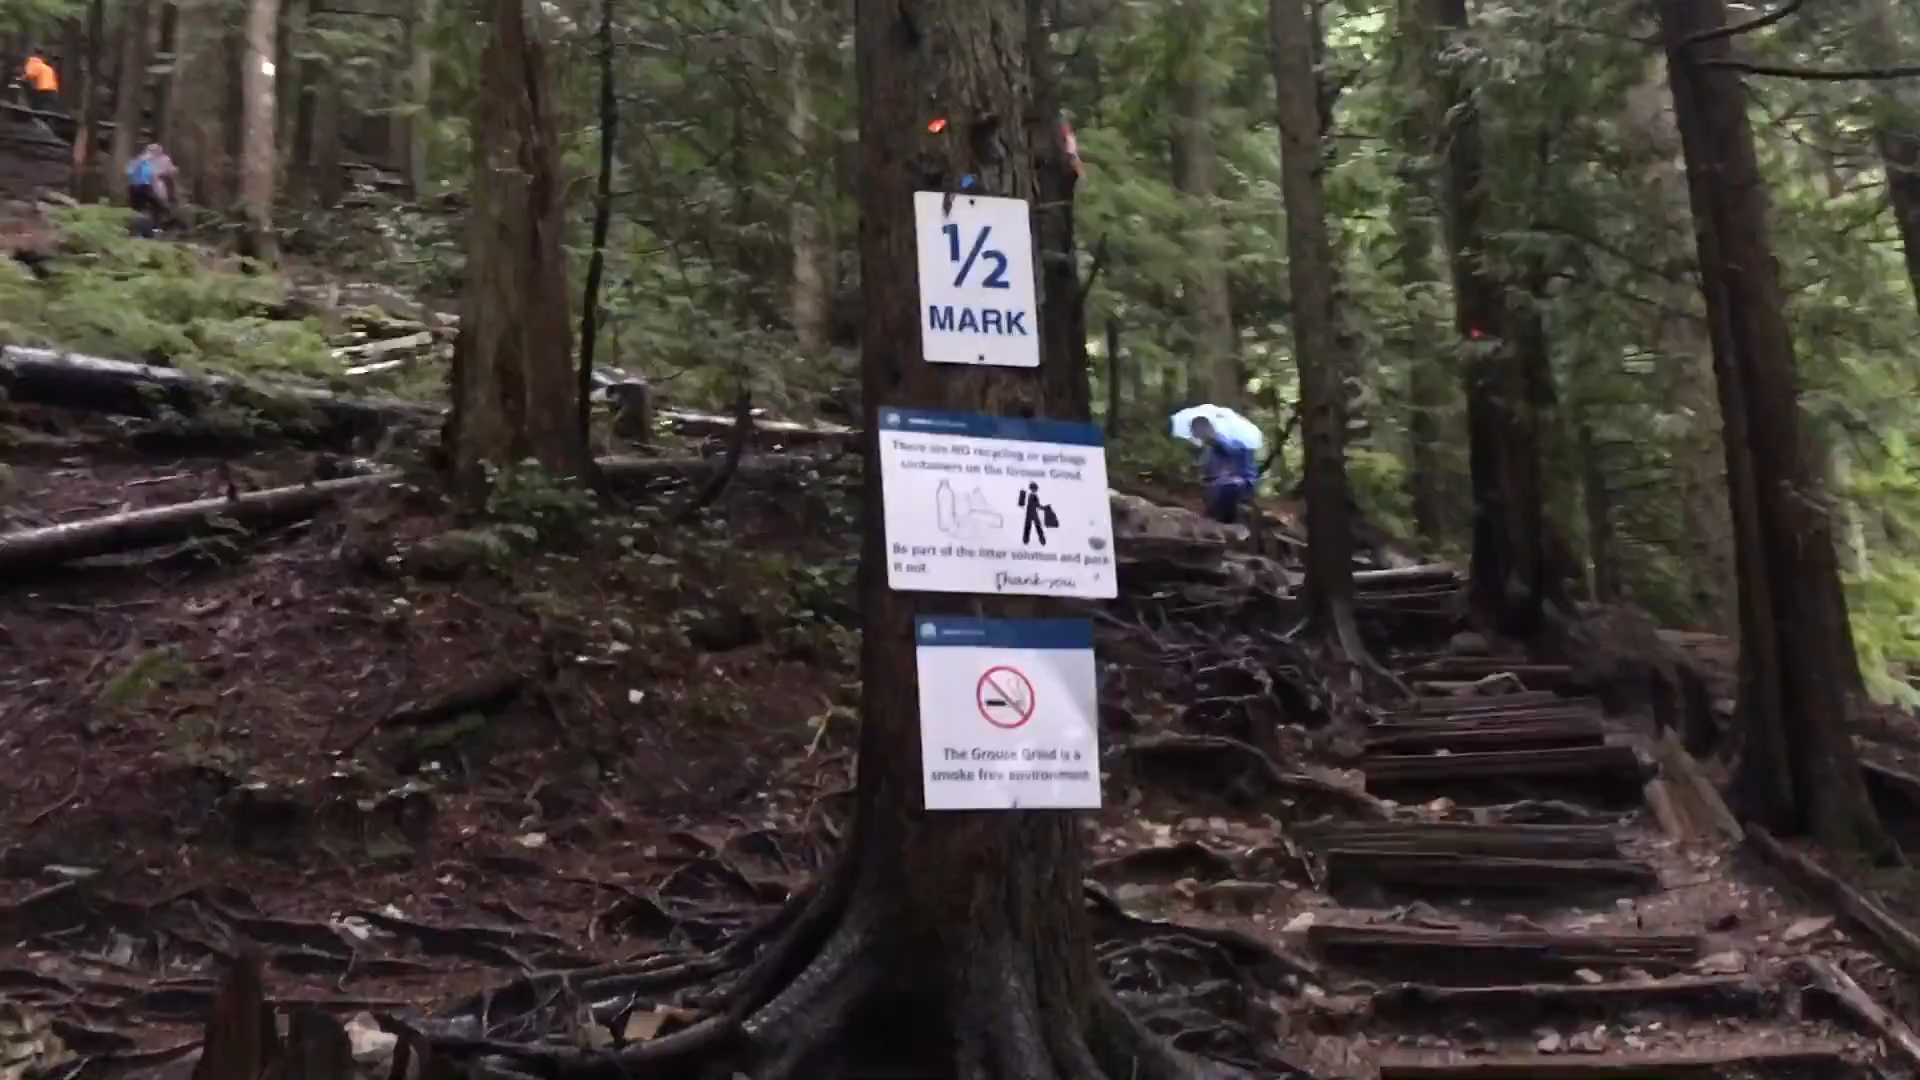 1/2
MARK
There are NO recycling or garbage
containers on the Grouse Grind.
Be part of the litter solution and pack
it out.
Thank-you
The Grouse Grind is a
smoke free environment